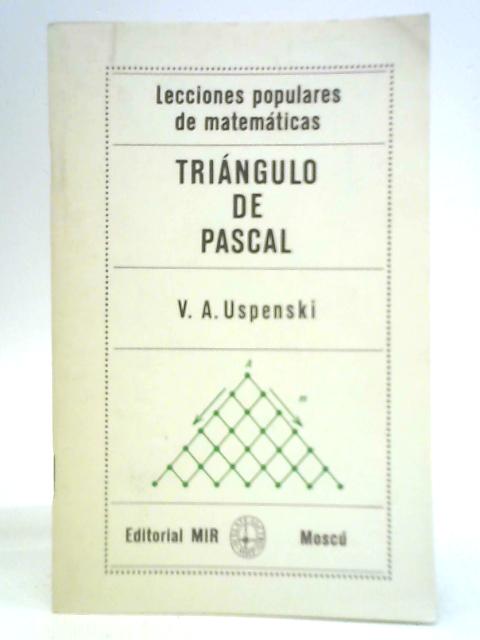 Lecciones populares
de matemáticas
TRIÁNGULO
DE
PASCAL
V. A. Uspenski
A
m
Editorial MIR
Moscú